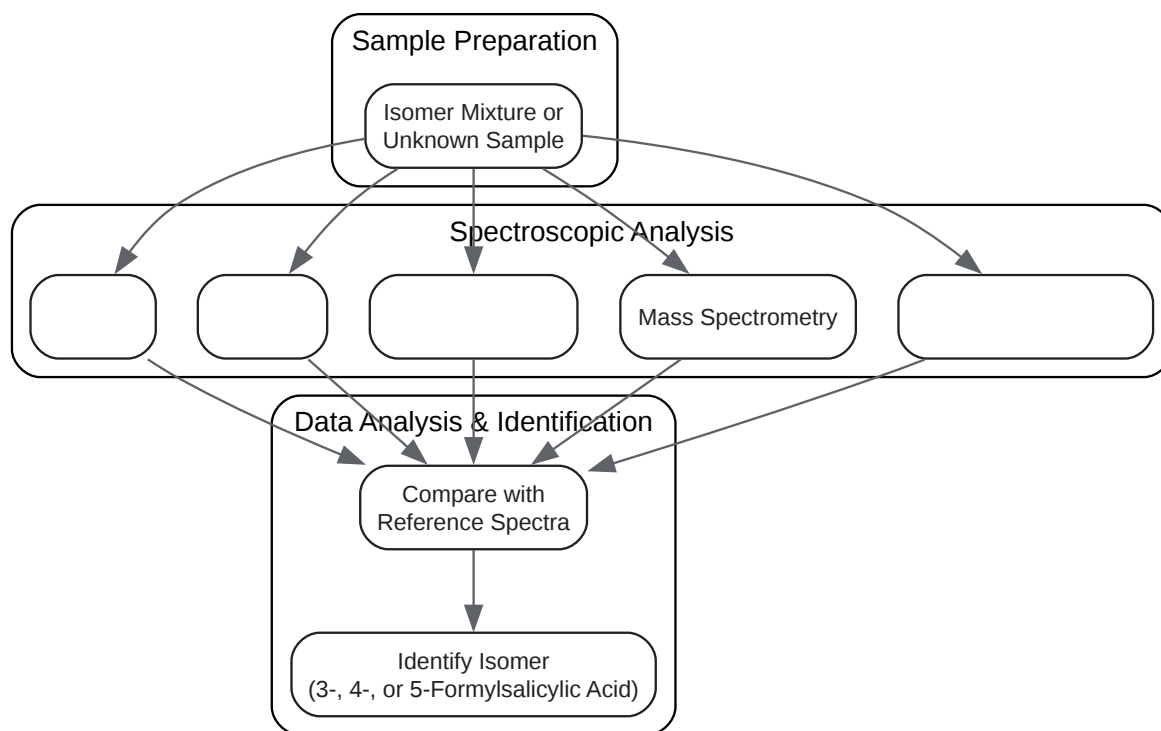 Sample Preparation
Isomer Mixture or
Unknown Sample
Spectroscopic Analysis
Mass Spectrometry
Data Analysis & Identification
Compare with
Reference Spectra
Identify Isomer
(3-, 4-, or 5-Formylsalicylic Acid)